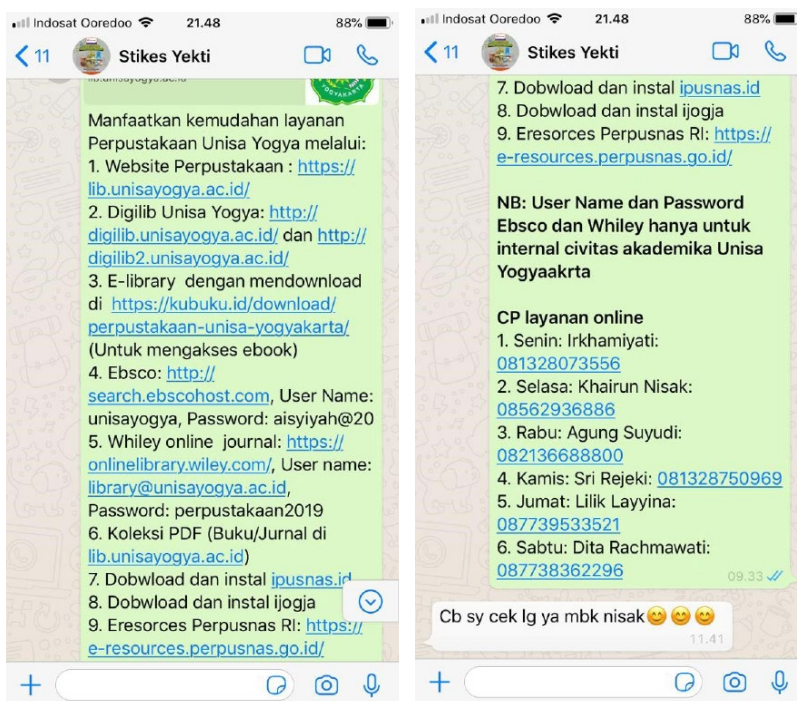 Indosat Ooredoo
21.48
88%
11
Stikes Yekti
lib.unisayogya.ac.id
YOGYAKARTA
Manfaatkan kemudahan layanan
Perpustakaan Unisa Yogya melalui:
1. Website Perpustakaan : https://
lib.unisayogya.ac.id/
2. Digilib Unisa Yogya: http://
digilib.unisayogya.ac.id/ dan http://
digilib2.unisayogya.ac.id/
3. E-library dengan mendownload
di https://kubuku.id/download/
perpustakaan-unisa-yogyakarta/
(Untuk mengakses ebook)
4. Ebsco: http://
search.ebscohost.com, User Name:
unisayogya, Password: aisyiyah@20
5. Whiley online journal: https://
onlinelibrary.wiley.com/, User name:
library@unisayogya.ac.id,
Password: perpustakaan2019
6. Koleksi PDF (Buku/Jurnal di
lib.unisayogya.ac.id)
7. Dobwload dan instal ipusnas.id
8. Dobwload dan instal ijogja
9. Eresorces Perpusnas RI: https://
e-resources.perpusnas.go.id/
Indosat Ooredoo
21.48
88%
11
Stikes Yekti
7. Dobwload dan instal ipusnas.id
8. Dobwload dan instal ijogja
9. Eresorces Perpusnas RI: https://
e-resources.perpusnas.go.id/
NB: User Name dan Password
Ebsco dan Whiley hanya untuk
internal civitas akademika Unisa
Yogyaakrta
CP layanan online
1. Senin: Irkhamiyati:
081328073556
2. Selasa: Khairun Nisak:
08562936886
3. Rabu: Agung Suyudi:
082136688800
4. Kamis: Sri Rejeki: 081328750969
5. Jumat: Lilik Layyina:
087739533521
6. Sabtu: Dita Rachmawati:
087738362296
09.33
Cb sy cek lg ya mbk nisak😊😊😊
11.41